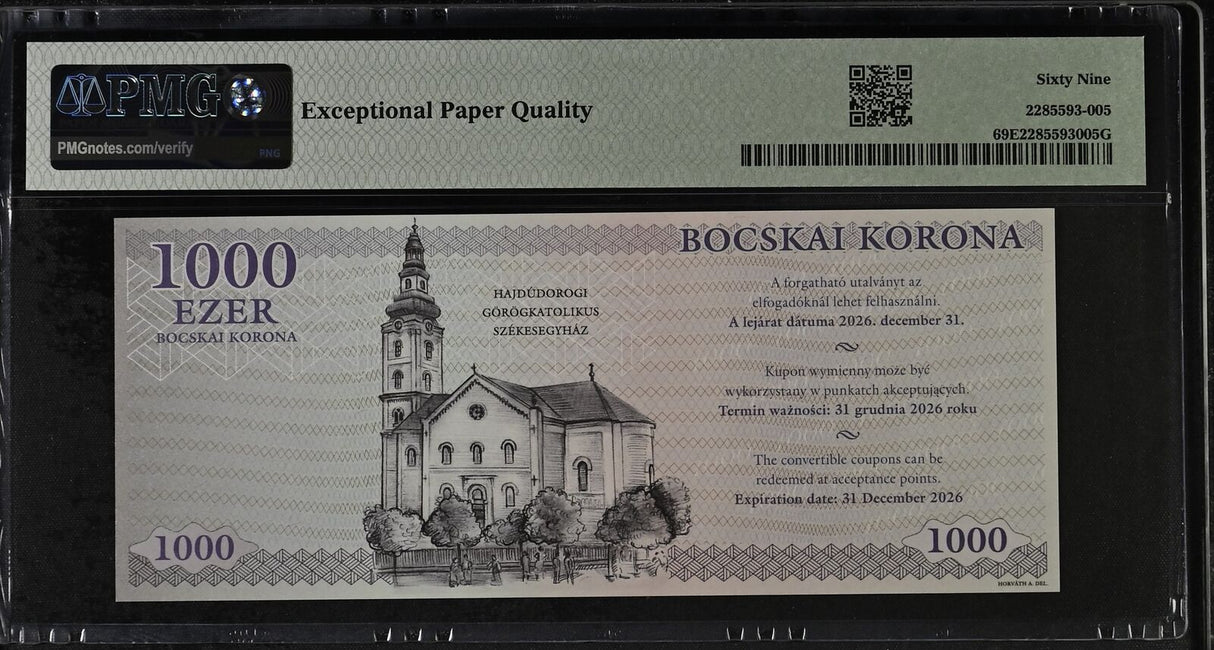 PMG
PMGnotes.com/verify
PNG
Exceptional Paper Quality
Sixty Nine
2285593-005
69E2285593005G
1000
EZER
BOCSKAI KORONA
HAJDÚDOROGI
GÖRÖGKATOLIKUS
SZÉKESEGYHÁZ
BOCSKAI KORONA
A forgatható utalványt az
elfogadóknál lehet felhasználni.
A lejárat dátuma 2026. december 31.
Kupon wymienny może być
wykorzystany w punkatch akceptujących.
Termin ważności: 31 grudnia 2026 roku
The convertible coupons can be
redeemed at acceptance points.
Expiration date: 31 December 2026
1000
1000
HORVÁTH A. DEL.